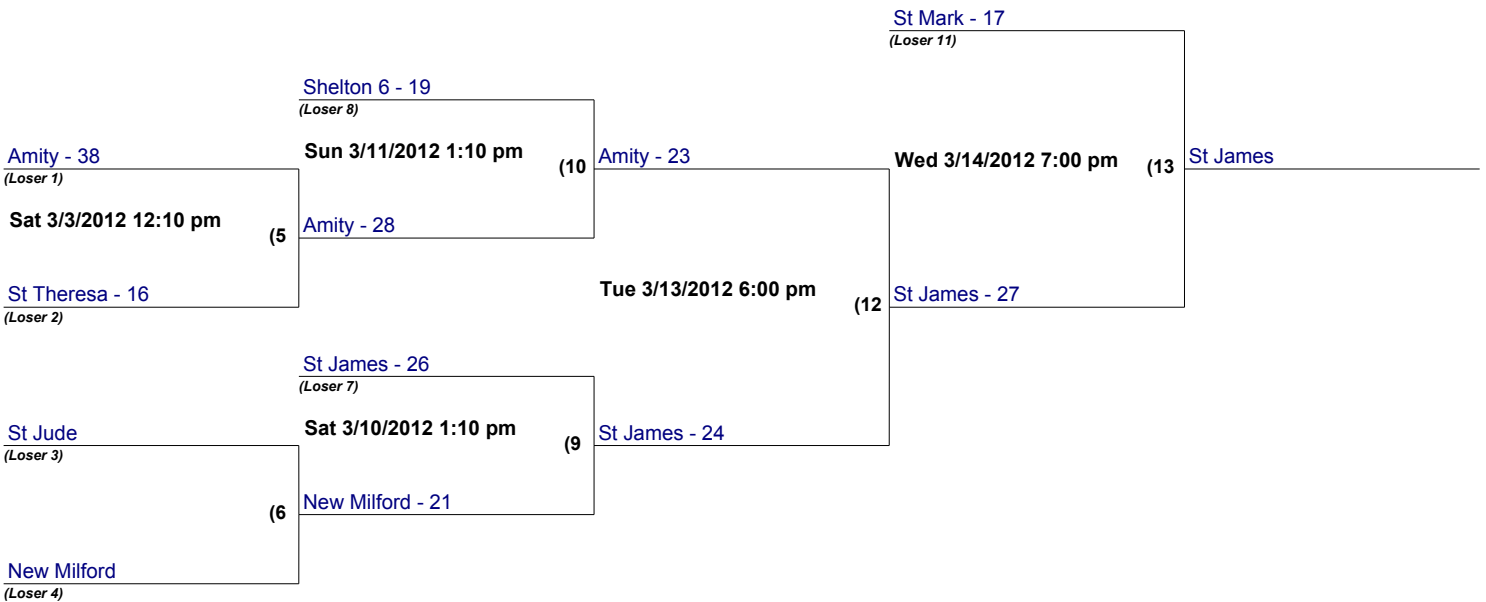 St Mark - 17
(Loser 11)
Shelton 6 - 19
(Loser 8)
Amity - 38
(Loser 1)
Sun 3/11/2012 1:10 pm
(10
Amity - 23
Wed 3/14/2012 7:00 pm
(13
St James
Sat 3/3/2012 12:10 pm
(5
Amity - 28
St Theresa - 16
(Loser 2)
Tue 3/13/2012 6:00 pm
(12
St James - 27
St James - 26
(Loser 7)
St Jude
(Loser 3)
Sat 3/10/2012 1:10 pm
(9
St James - 24
(6
New Milford - 21
New Milford
(Loser 4)